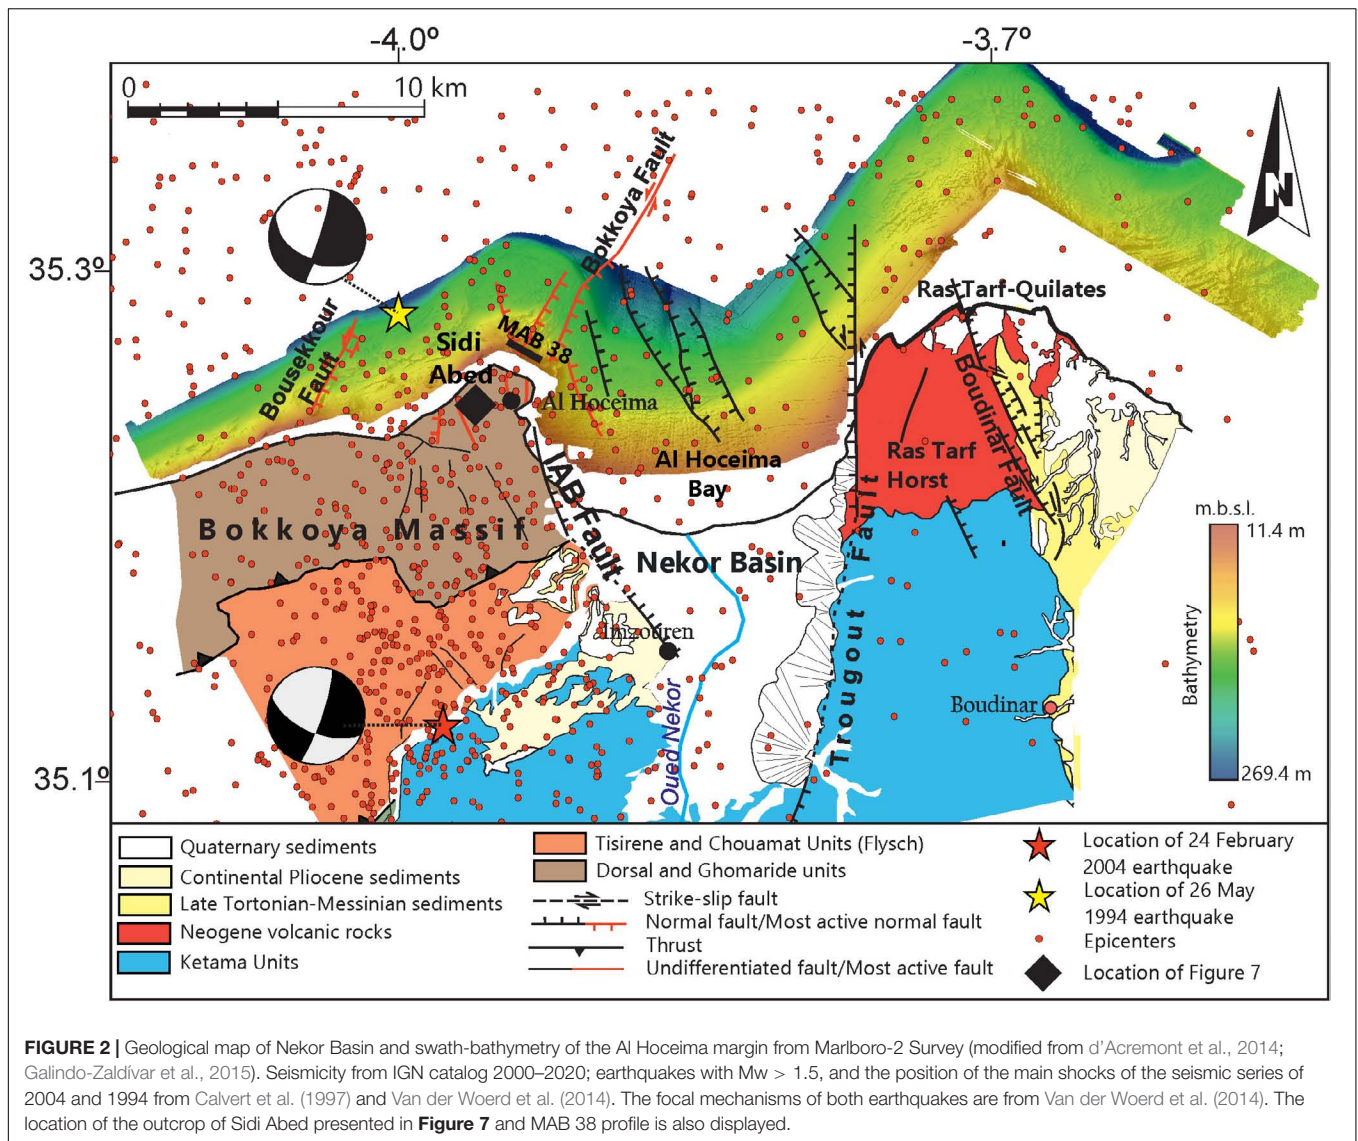 -4.0º
-3.7º
0
10 km
Bokkoya Fault
N
35.3º
Ras Tarf-Quilates
Bousekkour
Fault
Sidi
Abed
MAB 38
Al Hoceima
Boudinar Fault
Al Hoceima
Bay
Ras Tarf
Horst
IAB Fault
Bokkoya Massif
Nekor Basin
m.b.s.l.
11.4 m
Bathymetry
269.4 m
Imzouren
Trougout Fault
Oued Nekor
Boudinar
35.1º
Quaternary sediments
Continental Pliocene sediments
Late Tortonian-Messinian sediments
Neogene volcanic rocks
Ketama Units
Tisirene and Chouamat Units (Flysch)
Dorsal and Ghomaride units
Strike-slip fault
Normal fault/Most active normal fault
Thrust
Undifferentiated fault/Most active fault
Location of 24 February
2004 earthquake
Location of 26 May
1994 earthquake
Epicenters
Location of Figure 7
FIGURE 2 | Geological map of Nekor Basin and swath-bathymetry of the Al Hoceima margin from Marlboro-2 Survey (modified from d’Acremont et al., 2014;
Galindo-Zaldívar et al., 2015). Seismicity from IGN catalog 2000–2020; earthquakes with Mw > 1.5, and the position of the main shocks of the seismic series of
2004 and 1994 from Calvert et al. (1997) and Van der Woerd et al. (2014). The focal mechanisms of both earthquakes are from Van der Woerd et al. (2014). The
location of the outcrop of Sidi Abed presented in Figure 7 and MAB 38 profile is also displayed.